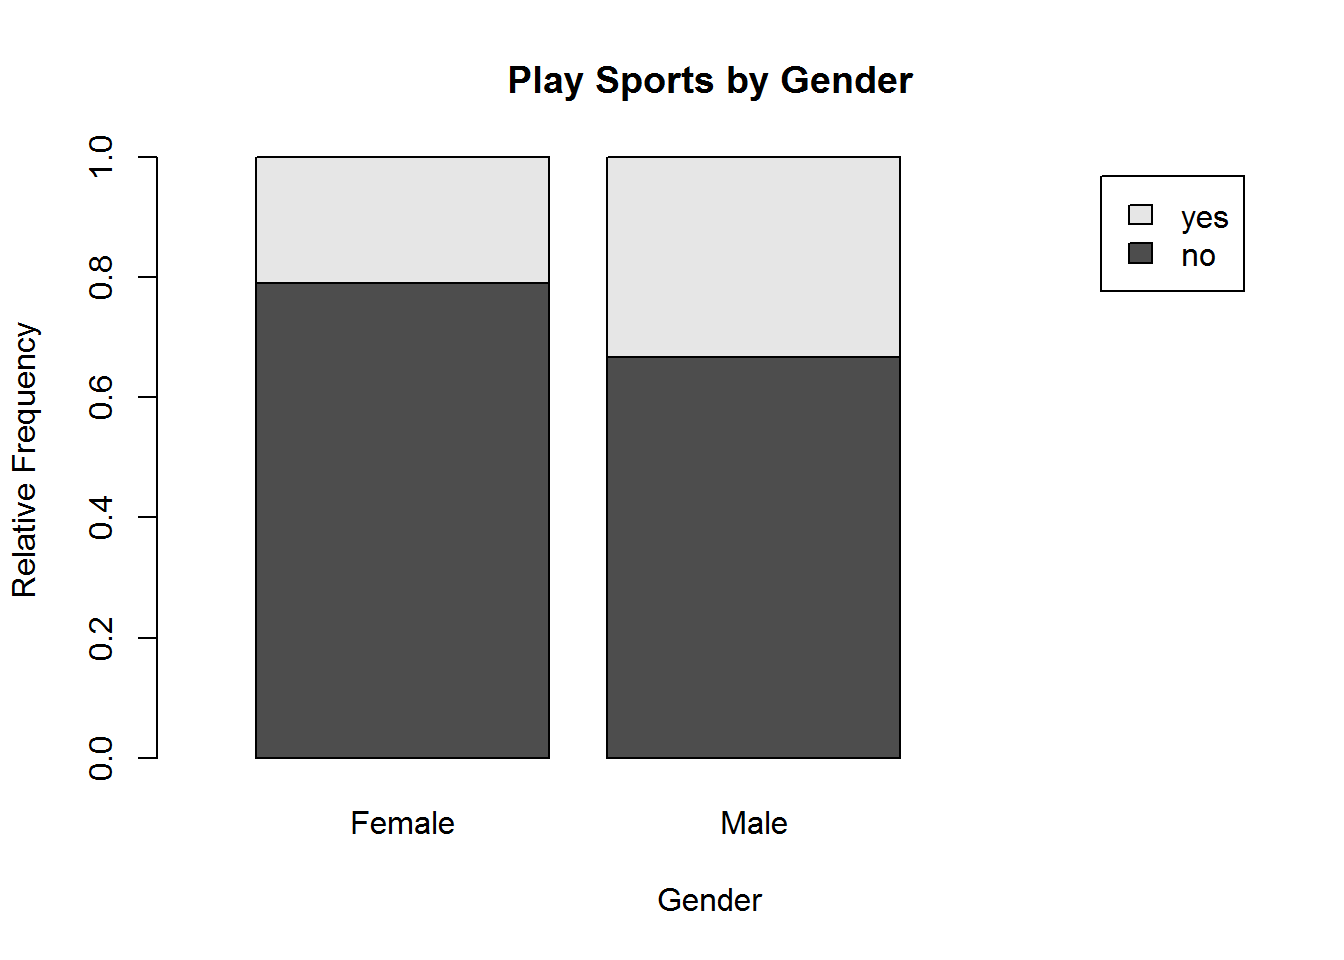 Play Sports by Gender
Relative Frequency
1.0
0.8
0.6
0.4
0.2
0.0
yes
no
Female
Male
Gender